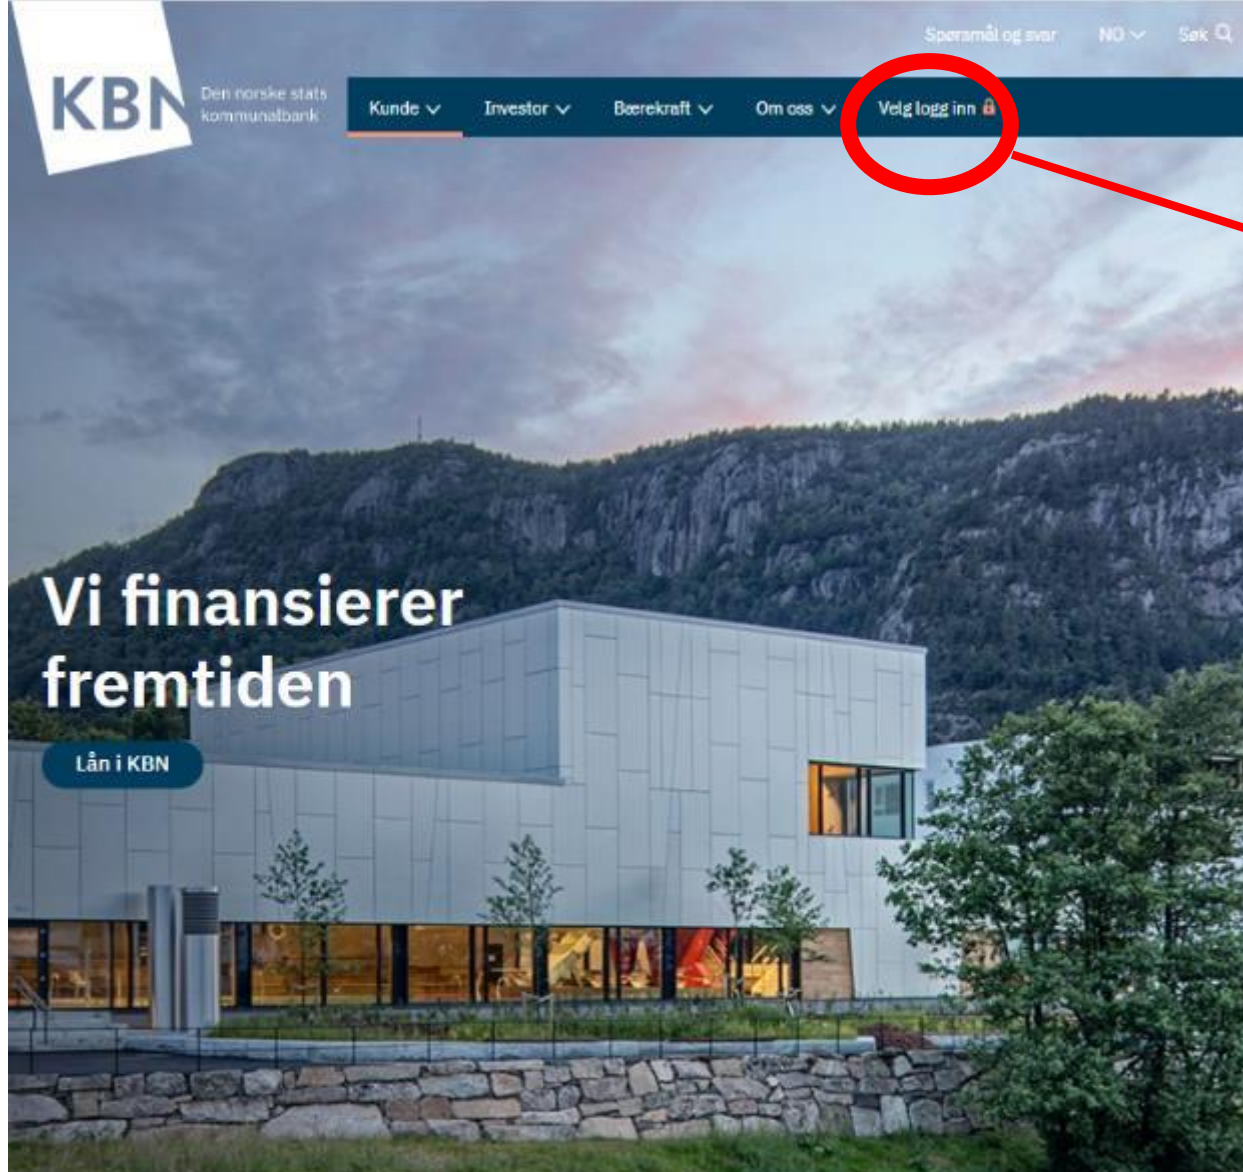 Spørsmål og svar NO Søk
KBN
Den norske stats
kommunalbank
Kunde Investor Bærekraft Om oss Velg logg inn
Vi finansierer
fremtiden
Lån i KBN